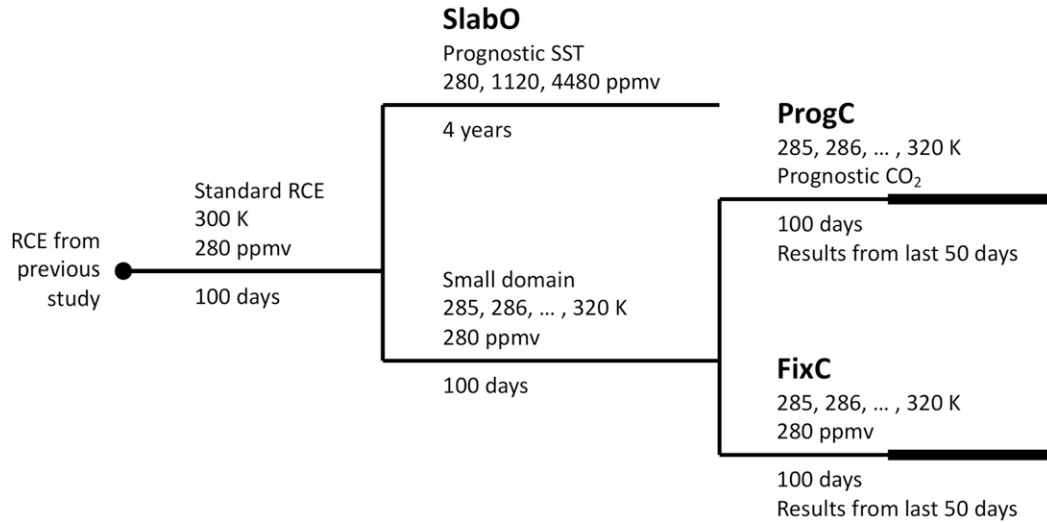 SlabO
Prognostic SST
280, 1120, 4480 ppmv
4 years
ProgC
285, 286, ... , 320 K
Prognostic CO₂
100 days
Results from last 50 days
Standard RCE
300 K
280 ppmv
100 days
RCE from
previous
study
Small domain
285, 286, ... , 320 K
280 ppmv
100 days
FixC
285, 286, ... , 320 K
280 ppmv
100 days
Results from last 50 days